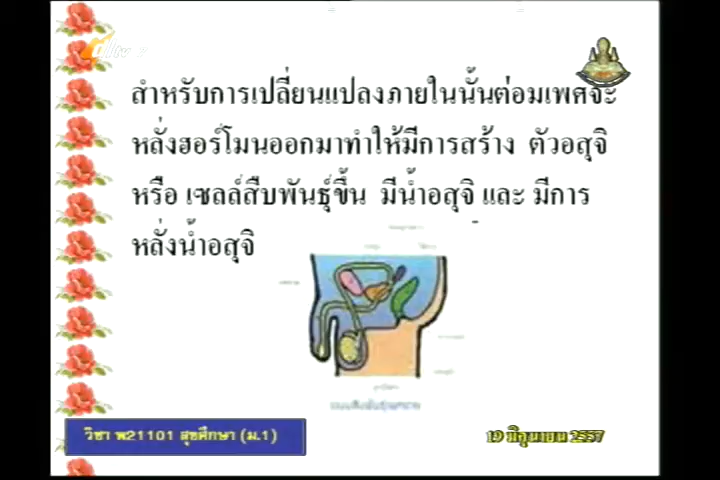 สำหรับการเปลี่ยนแปลงภายในนั้นต่อมเพศจะ
หลั่งฮอร์โมนออกมาทำให้มีการสร้าง ตัวอสุจิ
หรือ เซลล์สืบพันธุ์ขึ้น มีน้ำอสุจิ และ มีการ
หลั่งน้ำอสุจิ
วิชา พ21101 สุขศึกษา (ม.1)
19 มิถุนายน 2557